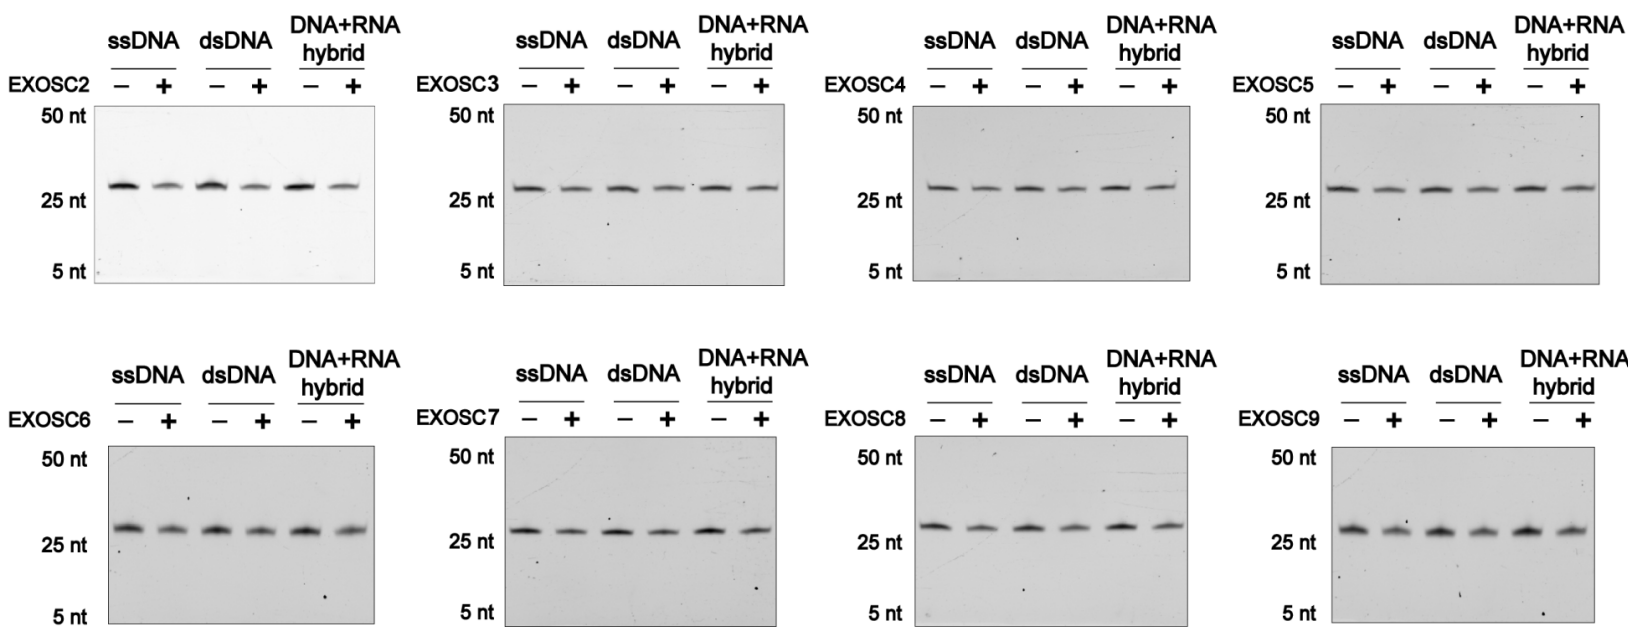 ssDNA dsDNA DNA+RNA hybrid
EXOSC2 − + − + − +
50 nt
25 nt
5 nt
ssDNA dsDNA DNA+RNA hybrid
EXOSC3 − + − + − +
50 nt
25 nt
5 nt
ssDNA dsDNA DNA+RNA hybrid
EXOSC4 − + − + − +
50 nt
25 nt
5 nt
ssDNA dsDNA DNA+RNA hybrid
EXOSC5 − + − + − +
50 nt
25 nt
5 nt
ssDNA dsDNA DNA+RNA hybrid
EXOSC6 − + − + − +
50 nt
25 nt
5 nt
ssDNA dsDNA DNA+RNA hybrid
EXOSC7 − + − + − +
50 nt
25 nt
5 nt
ssDNA dsDNA DNA+RNA hybrid
EXOSC8 − + − + − +
50 nt
25 nt
5 nt
ssDNA dsDNA DNA+RNA hybrid
EXOSC9 − + − + − +
50 nt
25 nt
5 nt